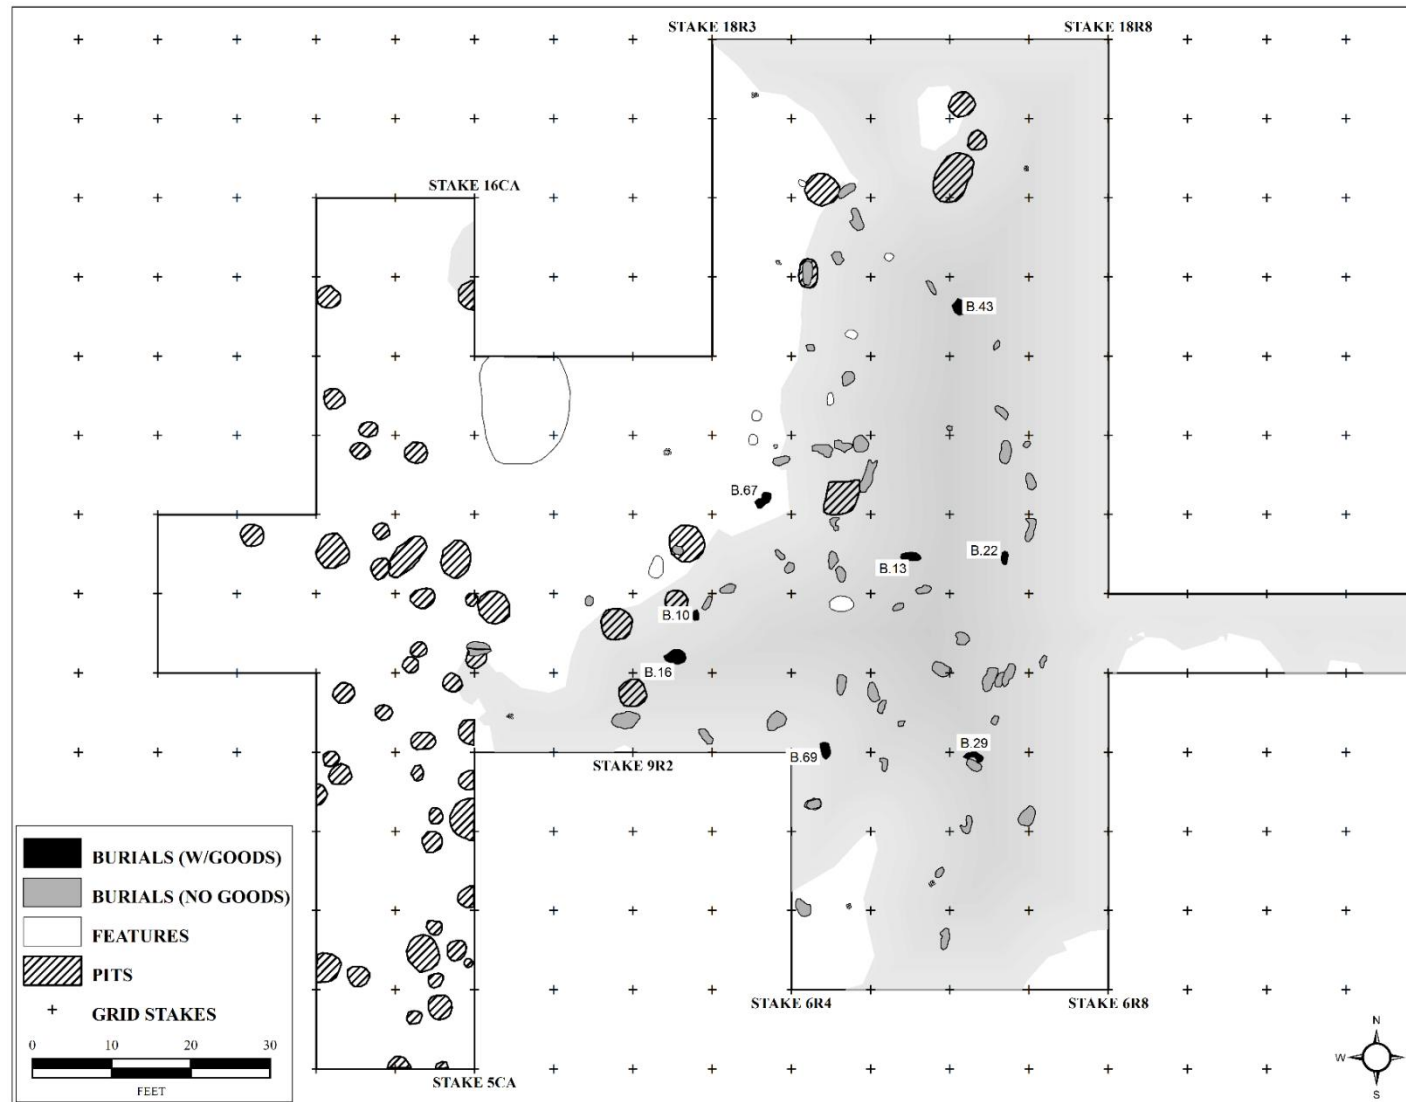 STAKE 18R3
STAKE 18R8
STAKE 16CA
B.43
B.67
B.22
B.13
B.10
B.16
B.29
B.69
STAKE 9R2
BURIALS (W/GOODS)
BURIALS (NO GOODS)
FEATURES
PITS
+ GRID STAKES
0 10 20 30
FEET
STAKE 6R4
STAKE 6R8
STAKE 5CA
N
W E
S